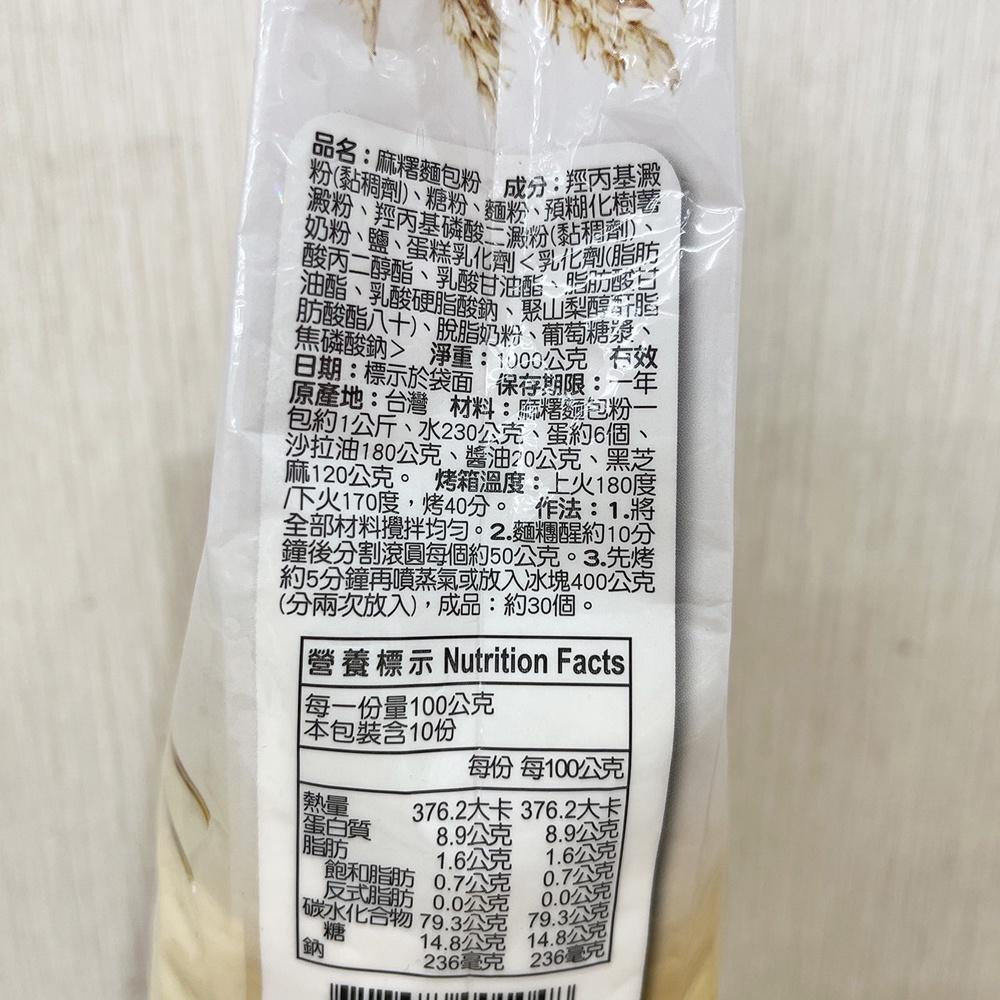 品名：麻糬麵包粉 成分：羥丙基澱
粉(黏稠劑)、糖粉、麵粉、預糊化樹薯
澱粉、羥丙基磷酸二澱粉(黏稠劑)、
奶粉、鹽、蛋糕乳化劑＜乳化劑(脂肪
酸丙二醇酯、乳酸甘油酯、脂肪酸甘
油酯、乳酸硬脂酸鈉、聚山梨醇酐脂
肪酸酯八十)、脫脂奶粉、葡萄糖漿、
焦磷酸鈉＞ 淨重：1000公克 有效
日期：標示於袋面 保存期限：一年
原產地：台灣 材料：麻糬麵包粉一
包約1公斤、水230公克、蛋約6個、
沙拉油180公克、醬油20公克、黑芝
麻120公克。 烤箱溫度：上火180度
/下火170度，烤40分。 作法：1.將
全部材料攪拌均勻。2.麵糰醒約10分
鐘後分割滾圓每個約50公克。3.先烤
約5分鐘再噴蒸氣或放入冰塊400公克
(分兩次放入)，成品：約30個。
營養標示 Nutrition Facts
每一份量100公克
本包裝含10份
每份 每100公克
熱量 376.2大卡 376.2大卡
蛋白質 8.9公克 8.9公克
脂肪 1.6公克 1.6公克
飽和脂肪 0.7公克 0.7公克
反式脂肪 0.0公克 0.0公克
碳水化合物 79.3公克 79.3公克
糖 14.8公克 14.8公克
鈉 236毫克 236毫克